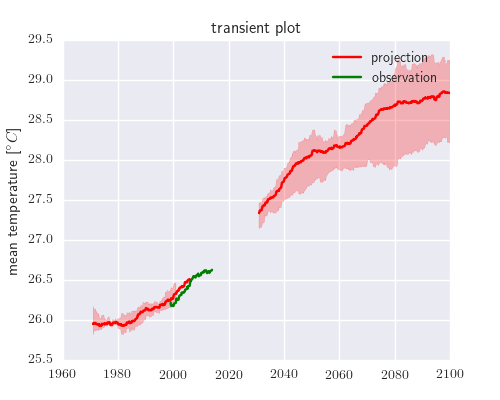 transient plot
projection
observation
mean temperature [°C]
29.5
29.0
28.5
28.0
27.5
27.0
26.5
26.0
25.5
1960 1980 2000 2020 2040 2060 2080 2100